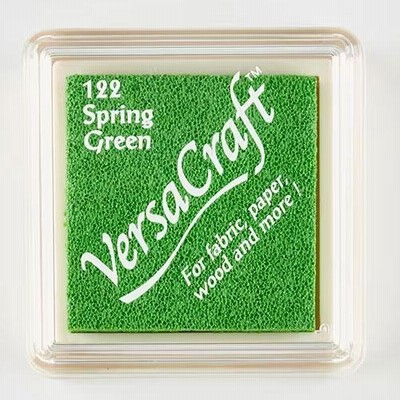 122
Spring
Green
VersaCraft™
For fabric, paper,
wood and more!